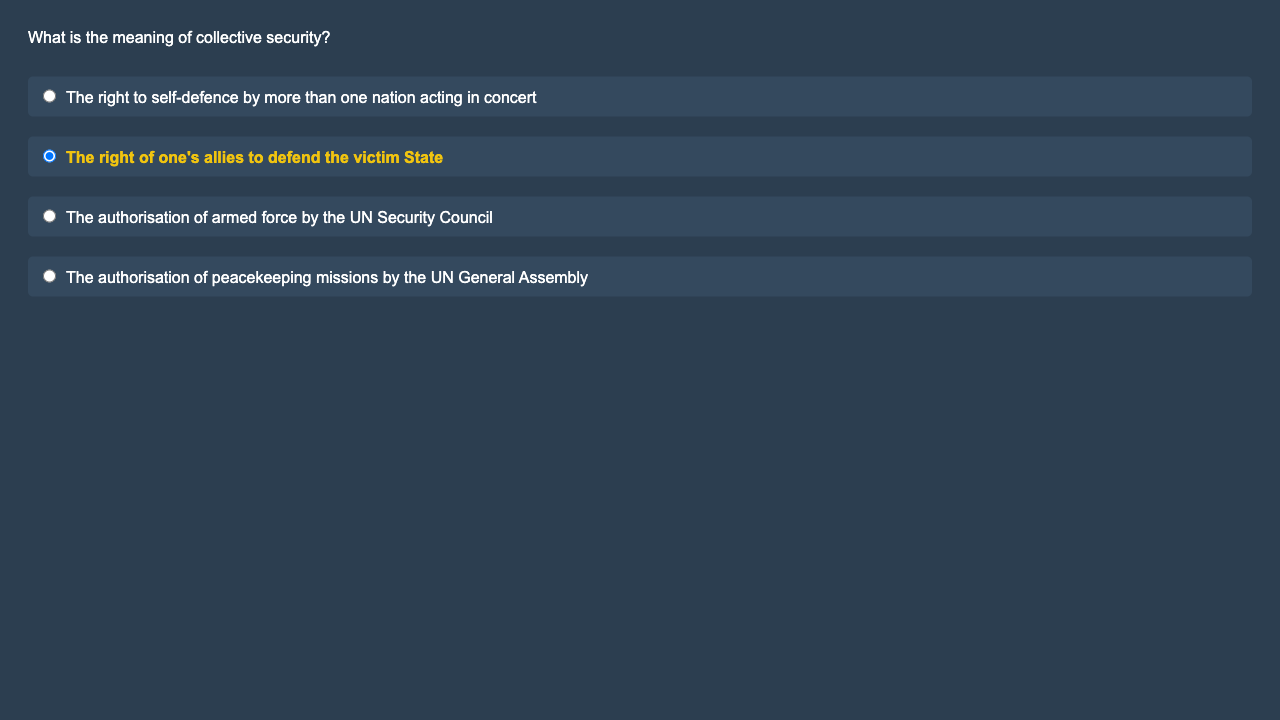 What is the meaning of collective security?
The right to self-defence by more than one nation acting in concert
The right of one's allies to defend the victim State
The authorisation of armed force by the UN Security Council
The authorisation of peacekeeping missions by the UN General Assembly